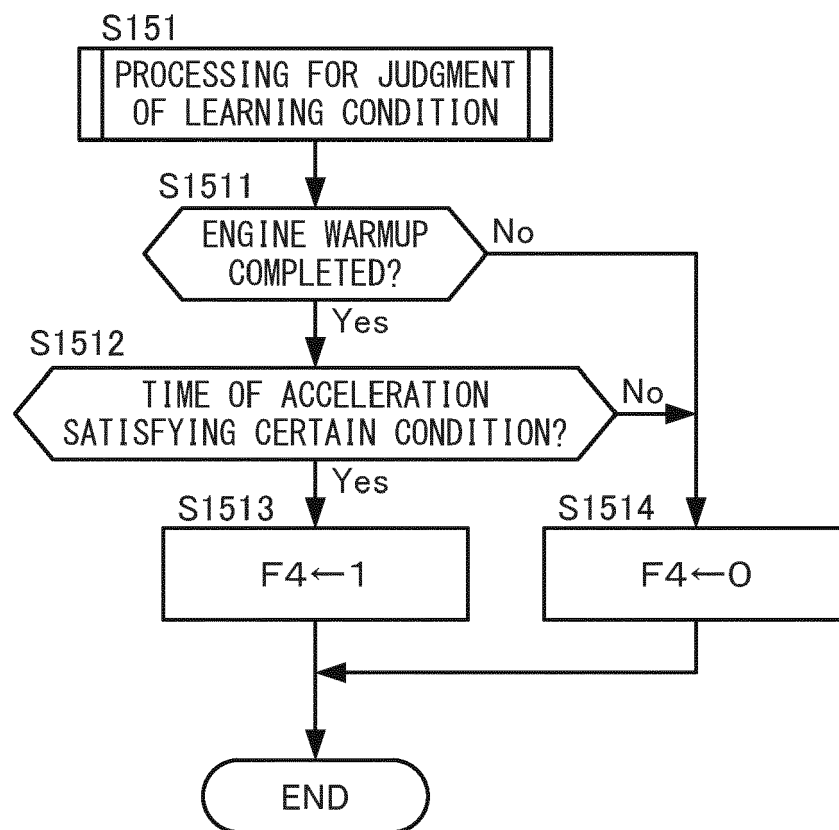 S151
PROCESSING FOR JUDGMENT
OF LEARNING CONDITION
S1511
ENGINE WARMUP
COMPLETED?
No
Yes
S1512
TIME OF ACCELERATION
SATISFYING CERTAIN CONDITION?
No
Yes
S1513
F4←1
S1514
F4←0
END